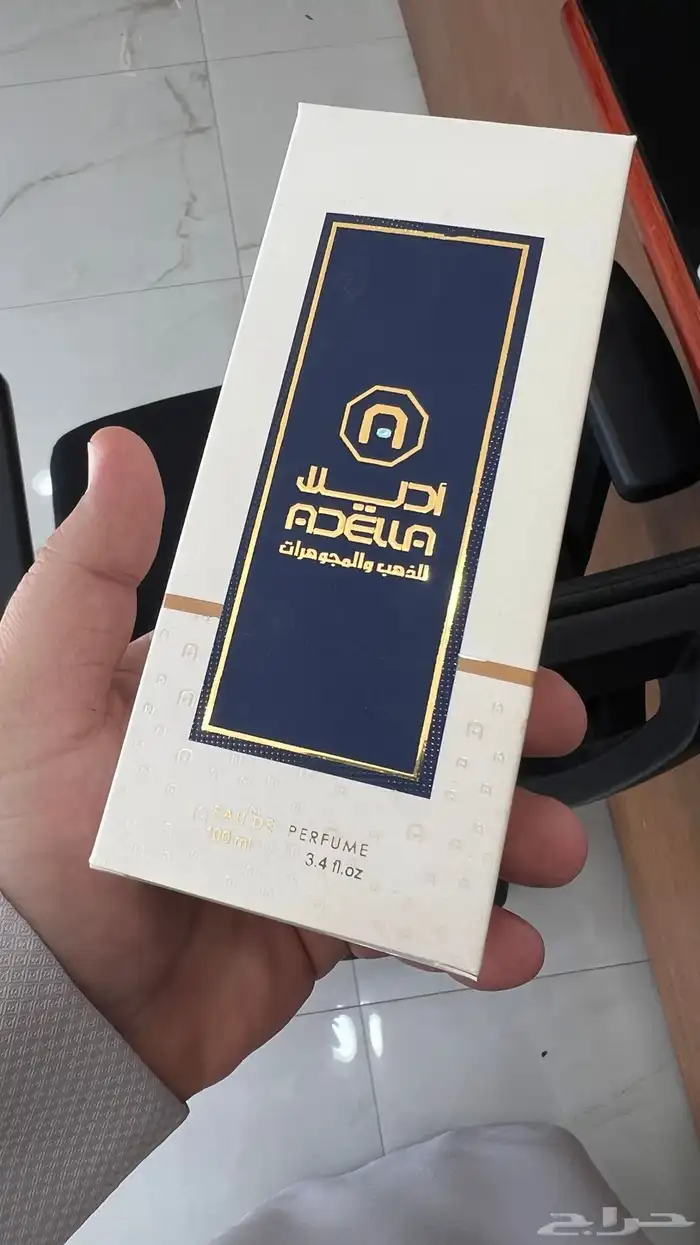 أديلا
ADELLA
للذهب والمجوهرات
EAU DE PERFUME
100 ml 3.4 fl.oz
حراج